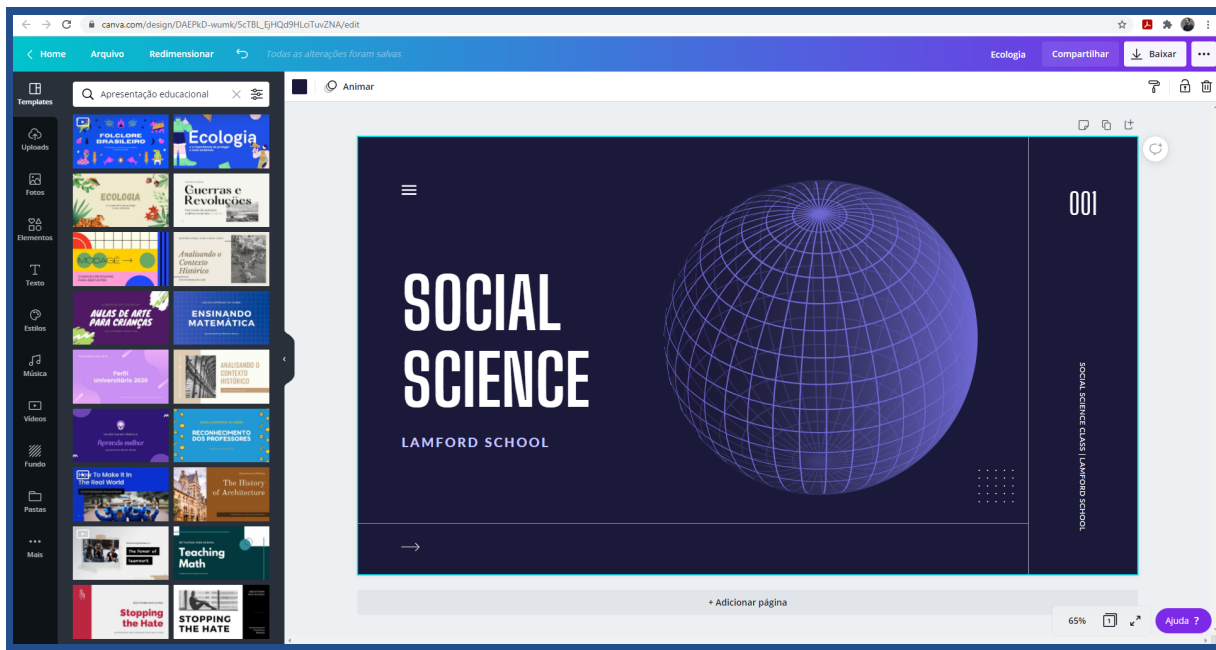 canva.com/design/DAEPkD-wumk/5cTBL_EjHQd9HLciTuvZNA/edit
Home Arquivo Redimensionar Todas as alterações foram salvas Ecologia Compartilhar Baixar
Templates
Uploads
Fotos
Elementos
Texto
Estilos
Música
Vídeos
Fundo
Pastas
Mais
Apresentação educacional
FOLCLORE
BRASILEIRO
Ecologia
ECOLOGIA
Guerras e
Revoluções
Analisando o
Contexto
Histórico
AULAS DE ARTE
PARA CRIANÇAS
ENSINANDO
MATEMÁTICA
Perfil
Universitário 2020
ANALISANDO O
CONTEXTO
HISTÓRICO
Aprenda melhor
RECONHECIMENTO
DOS PROFESSORES
How To Make It In
The Real World
The History
of Architecture
The Power of
Teamwork
Teaching
Math
Stopping
the Hate
STOPPING
THE HATE
Animar
001
SOCIAL
SCIENCE
LAMFORD SCHOOL
SOCIAL SCIENCE CLASS | LAMFORD SCHOOL
+ Adicionar página
65% 1 Ajuda ?